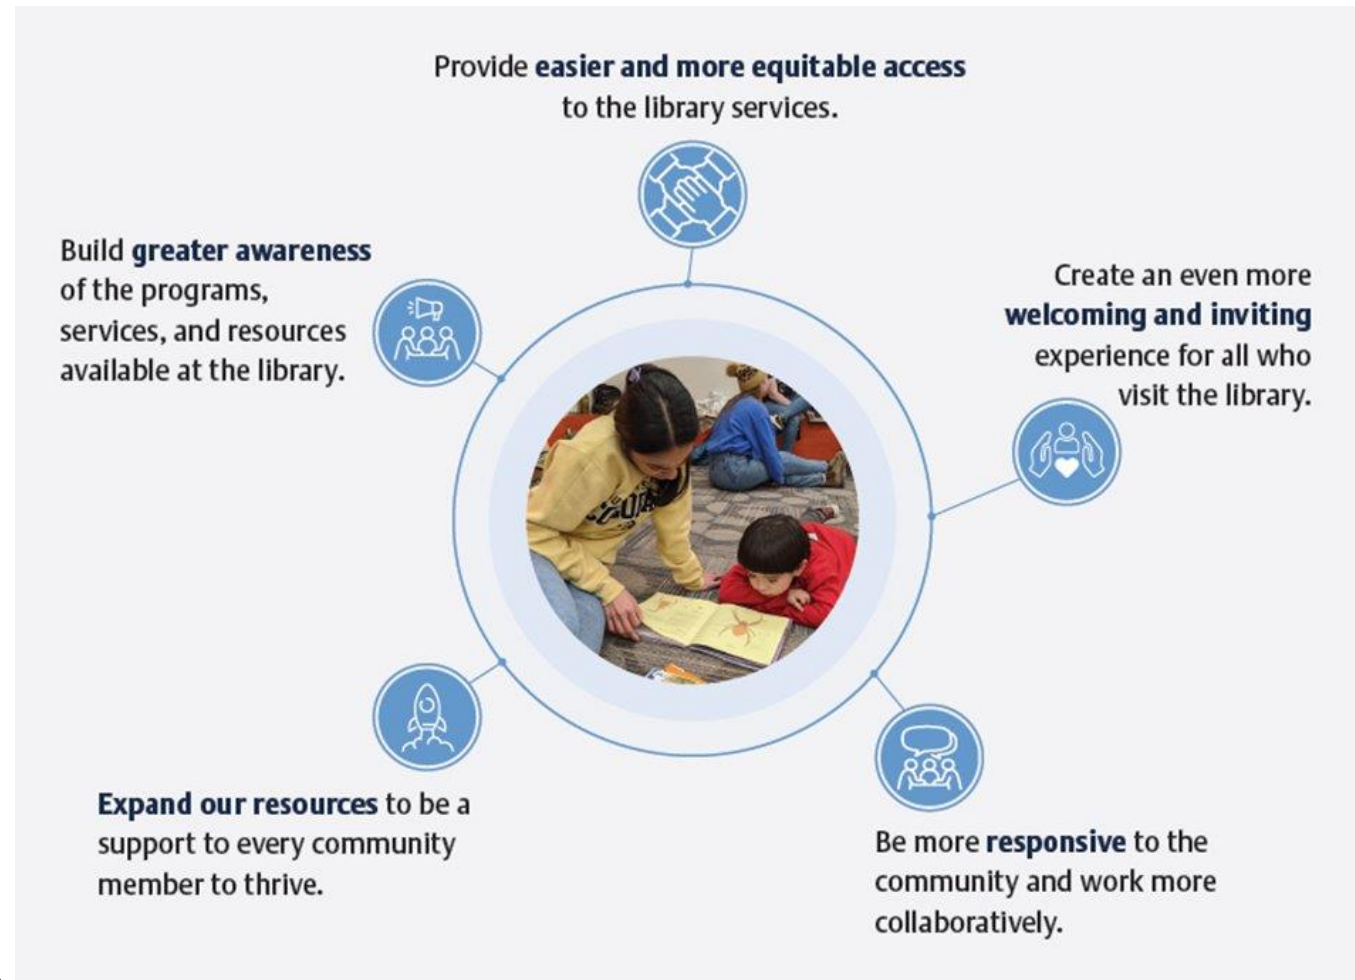 Provide easier and more equitable access
to the library services.
Build greater awareness
of the programs,
services, and resources
available at the library.
Create an even more
welcoming and inviting
experience for all who
visit the library.
Expand our resources to be a
support to every community
member to thrive.
Be more responsive to the
community and work more
collaboratively.